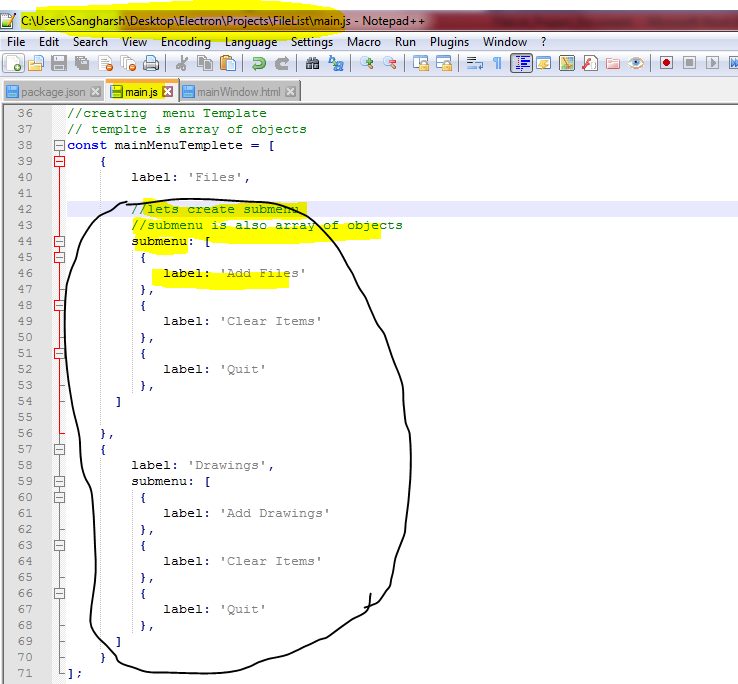 C:\Users\Sangharsh\Desktop\Electron\Projects\FileList\main.js - Notepad++
File Edit Search View Encoding Language Settings Macro Run Plugins Window ?
package.json main.js mainWindow.html
36 //creating  menu Template
37 // templte is array of objects
38 const mainMenuTemplete = [
39 {
40 label: 'Files',
41
42 //lets create submenu
43 //submenu is also array of objects
44 submenu: [
45 {
46 label: 'Add Files'
47 },
48 {
49 label: 'Clear Items'
50 },
51 {
52 label: 'Quit'
53 },
54 ]
55
56 },
57 {
58 label: 'Drawings',
59 submenu: [
60 {
61 label: 'Add Drawings'
62 },
63 {
64 label: 'Clear Items'
65 },
66 {
67 label: 'Quit'
68 },
69 ]
70 }
71 ];